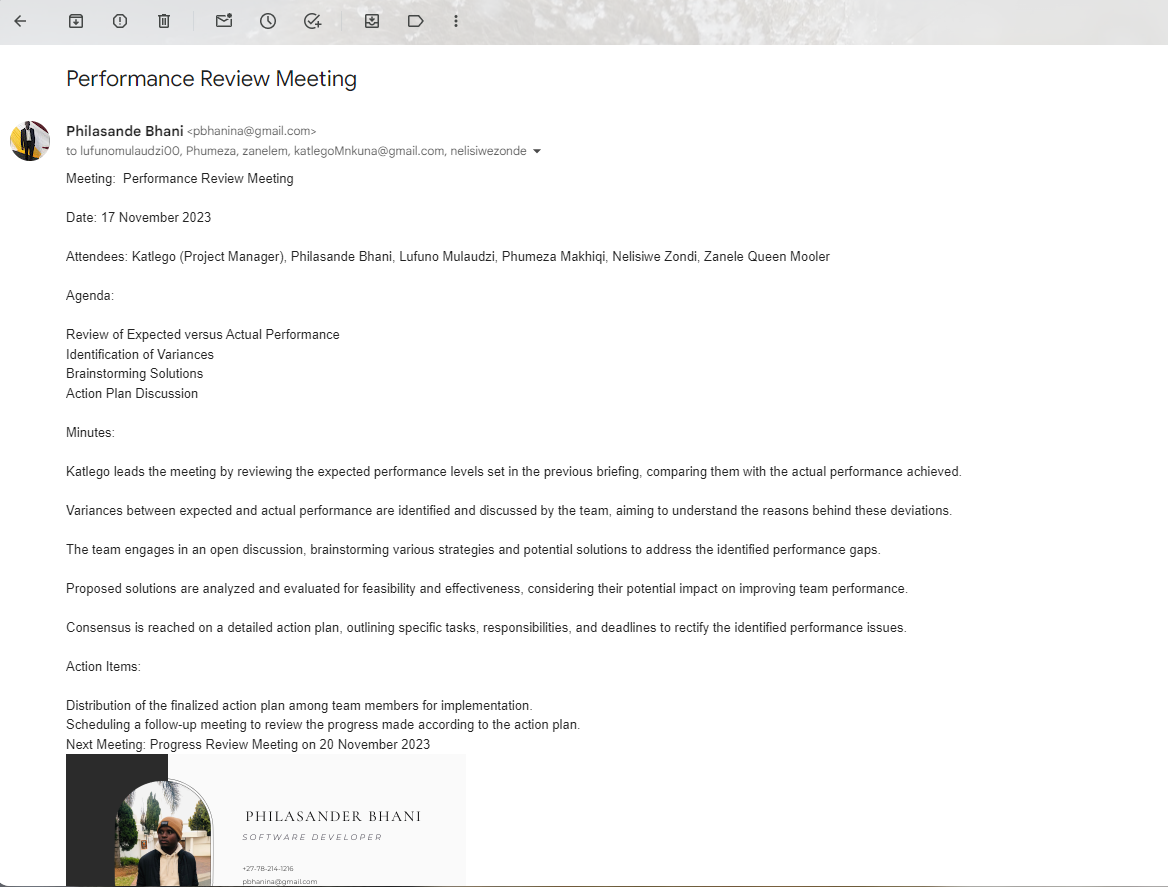 Performance Review Meeting
Philasande Bhani <pbhanina@gmail.com>
to lufunomulaudzi00, Phumeza, zanelem, katlegoMnkuna@gmail.com, nelisiwezonde
Meeting:  Performance Review Meeting
Date: 17 November 2023
Attendees: Katlego (Project Manager), Philasande Bhani, Lufuno Mulaudzi, Phumeza Makhiqi, Nelisiwe Zondi, Zanele Queen Mooler
Agenda:
Review of Expected versus Actual Performance
Identification of Variances
Brainstorming Solutions
Action Plan Discussion
Minutes:
Katlego leads the meeting by reviewing the expected performance levels set in the previous briefing, comparing them with the actual performance achieved.
Variances between expected and actual performance are identified and discussed by the team, aiming to understand the reasons behind these deviations.
The team engages in an open discussion, brainstorming various strategies and potential solutions to address the identified performance gaps.
Proposed solutions are analyzed and evaluated for feasibility and effectiveness, considering their potential impact on improving team performance.
Consensus is reached on a detailed action plan, outlining specific tasks, responsibilities, and deadlines to rectify the identified performance issues.
Action Items:
Distribution of the finalized action plan among team members for implementation.
Scheduling a follow-up meeting to review the progress made according to the action plan.
Next Meeting: Progress Review Meeting on 20 November 2023
PHILASANDER BHANI
SOFTWARE DEVELOPER
+27-78-214-1216
pbhanina@gmail.com